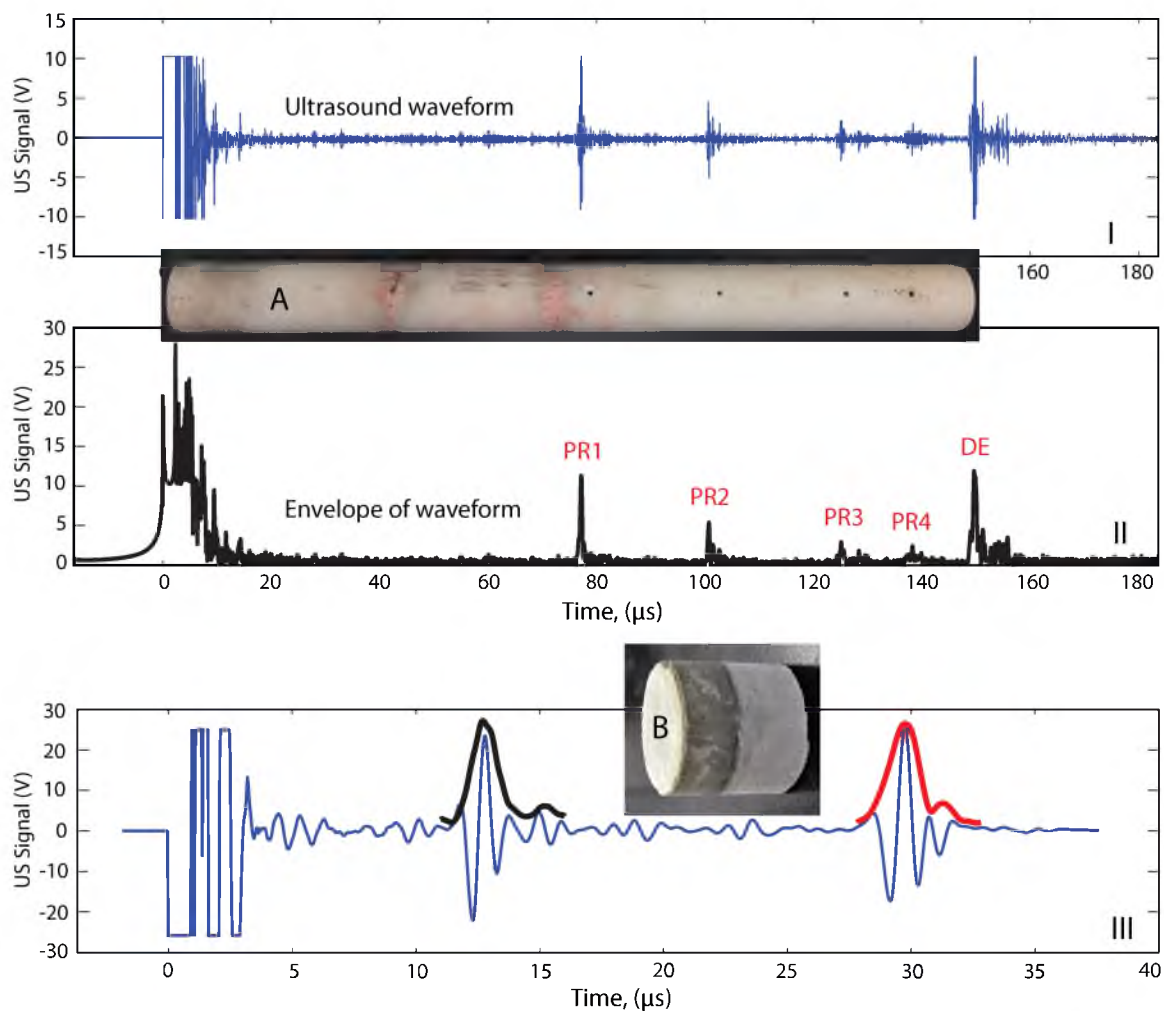 15
10
5
0
-5
-10
-15
US Signal (V)
Ultrasound waveform
I
160 180
A
30
25
20
15
10
5
0
US Signal (V)
Envelope of waveform
PR1
PR2
PR3
PR4
DE
II
0 20 40 60 80 100 120 140 160 180
Time, (μs)
B
30
20
10
0
-10
-20
-30
US Signal (V)
III
0 5 10 15 20 25 30 35 40
Time, (μs)